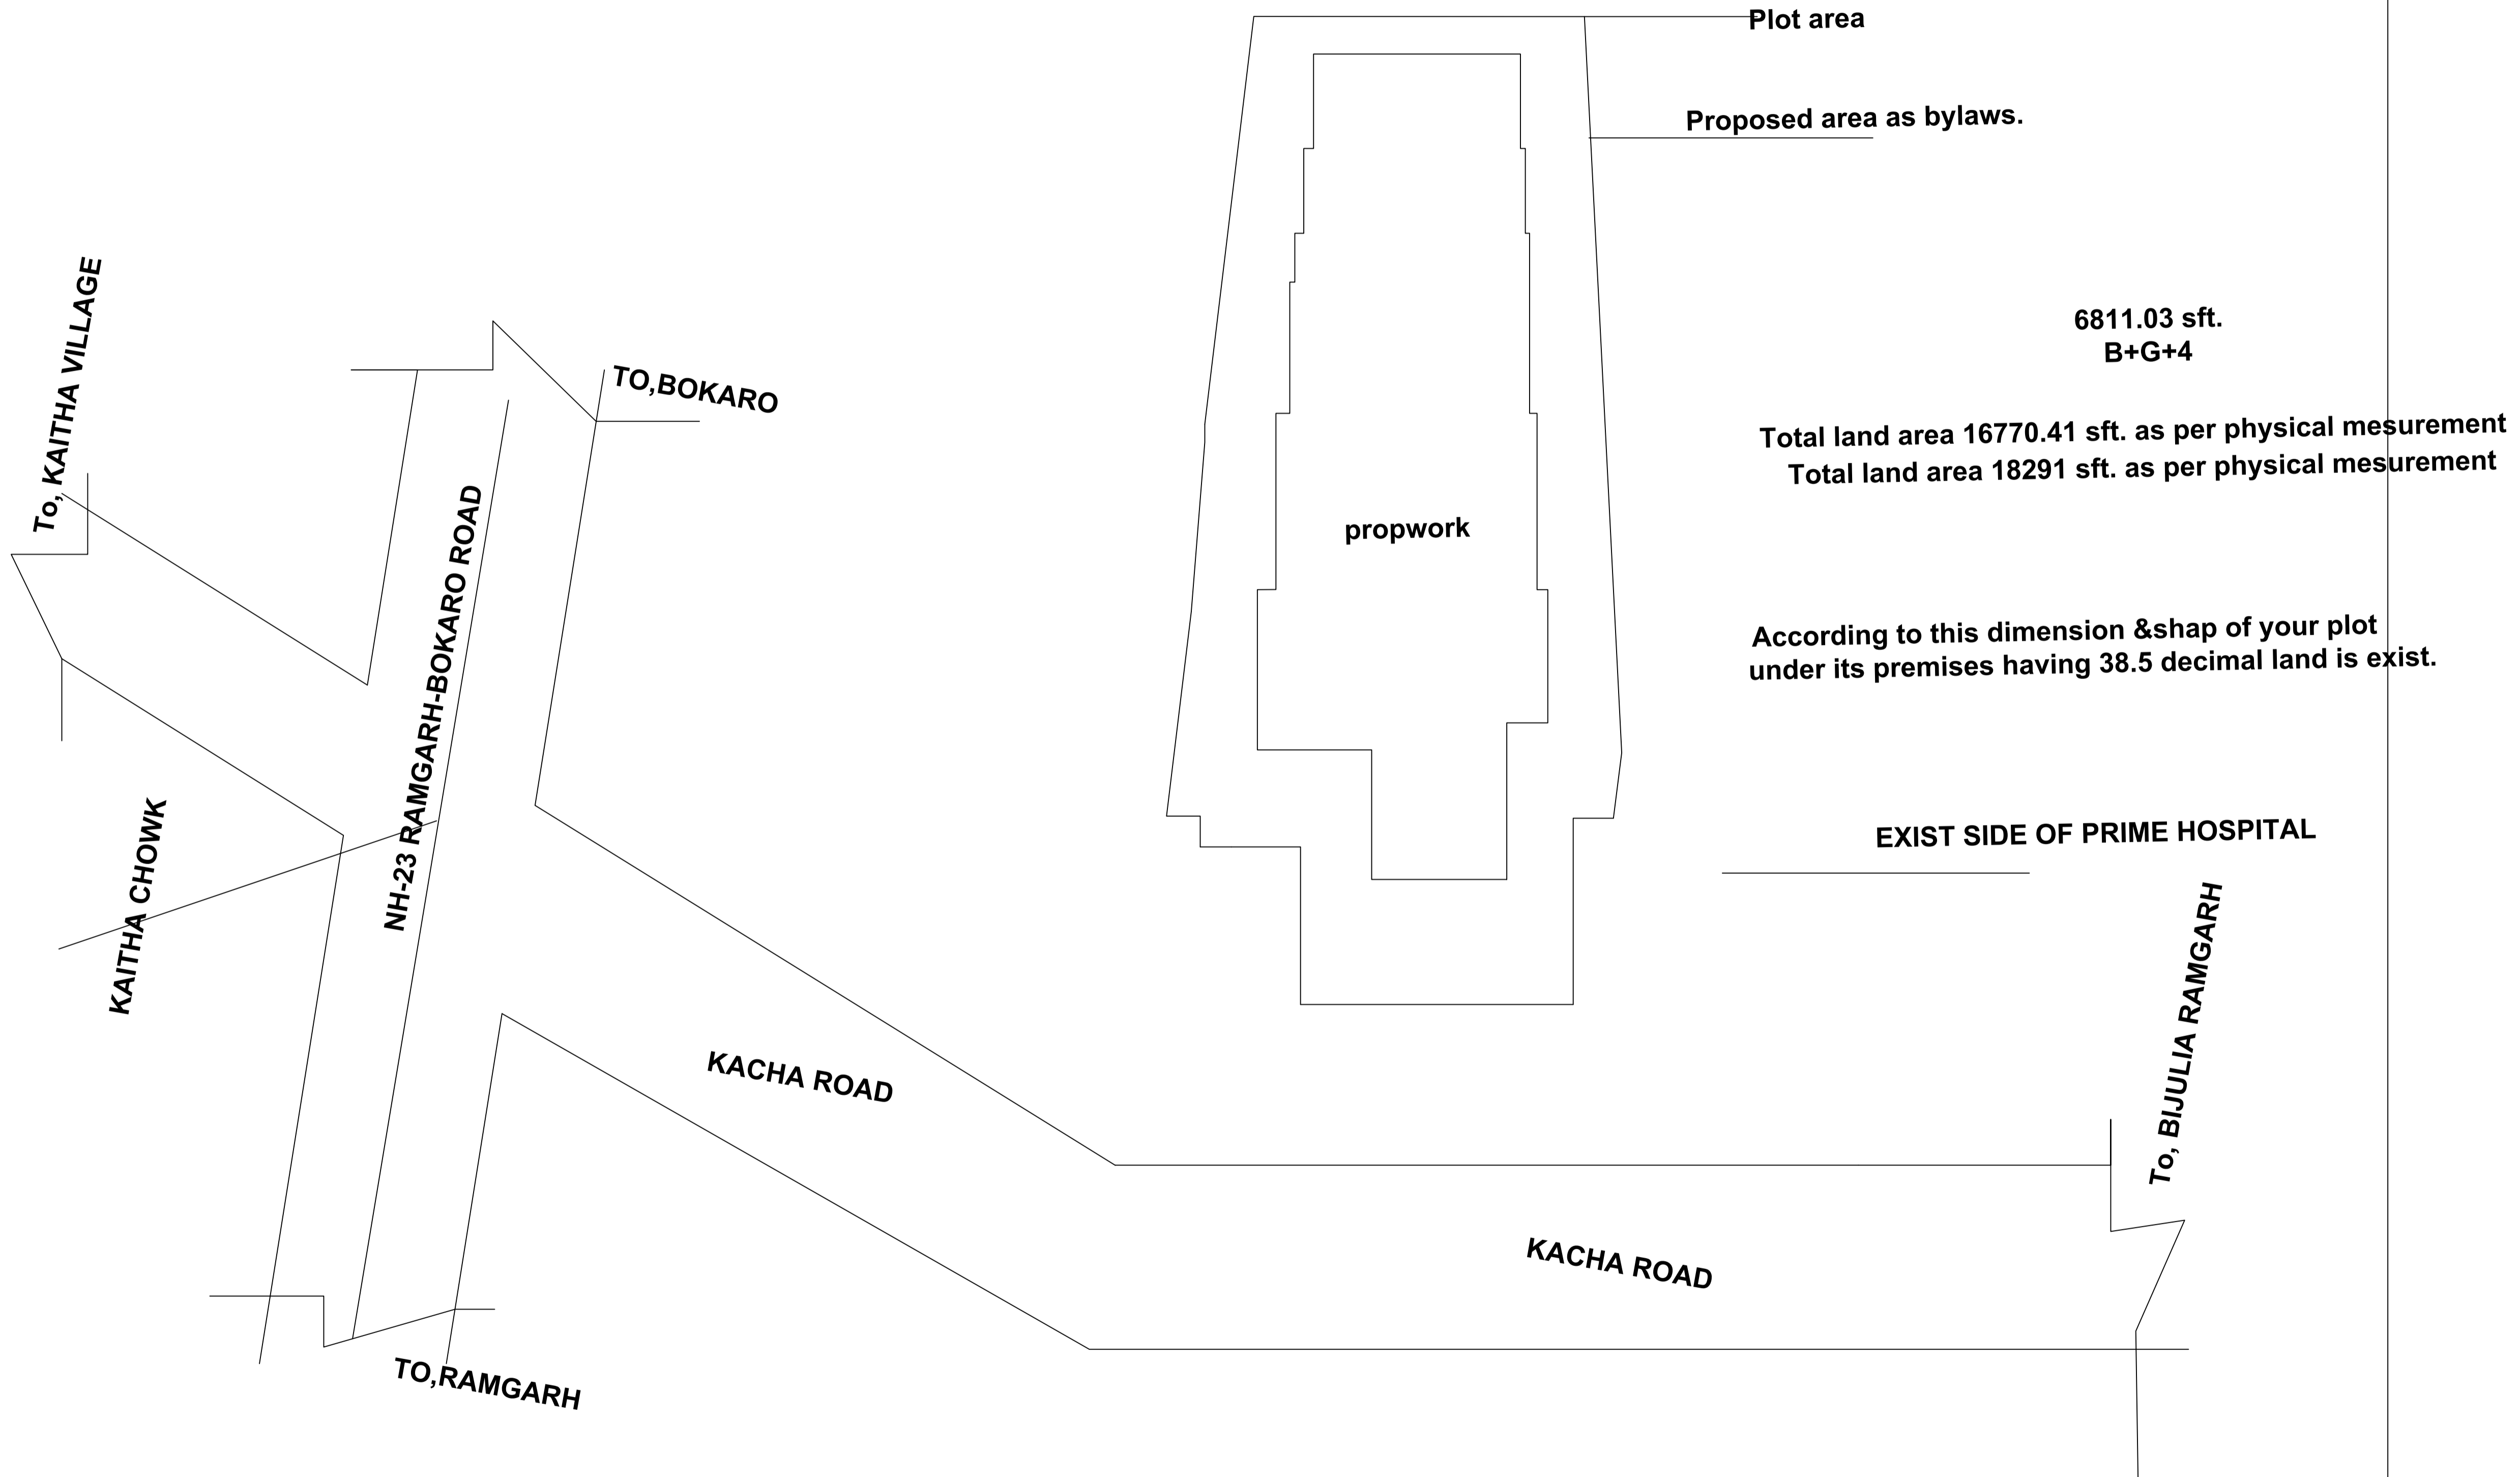 Plot area
Proposed area as bylaws.
To, KAITHA VILLAGE
6811.03 sft.
B+G+4
TO,BOKARO
Total land area 16770.41 sft. as per physical mesurement
Total land area 18291 sft. as per physical mesurement
NH-23 RAMGARH-BOKARO ROAD
propwork
According to this dimension &shap of your plot
under its premises having 38.5 decimal land is exist.
KAITHA CHOWK
EXIST SIDE OF PRIME HOSPITAL
To, BIJULIA RAMGARH
KACHA ROAD
KACHA ROAD
TO,RAMGARH